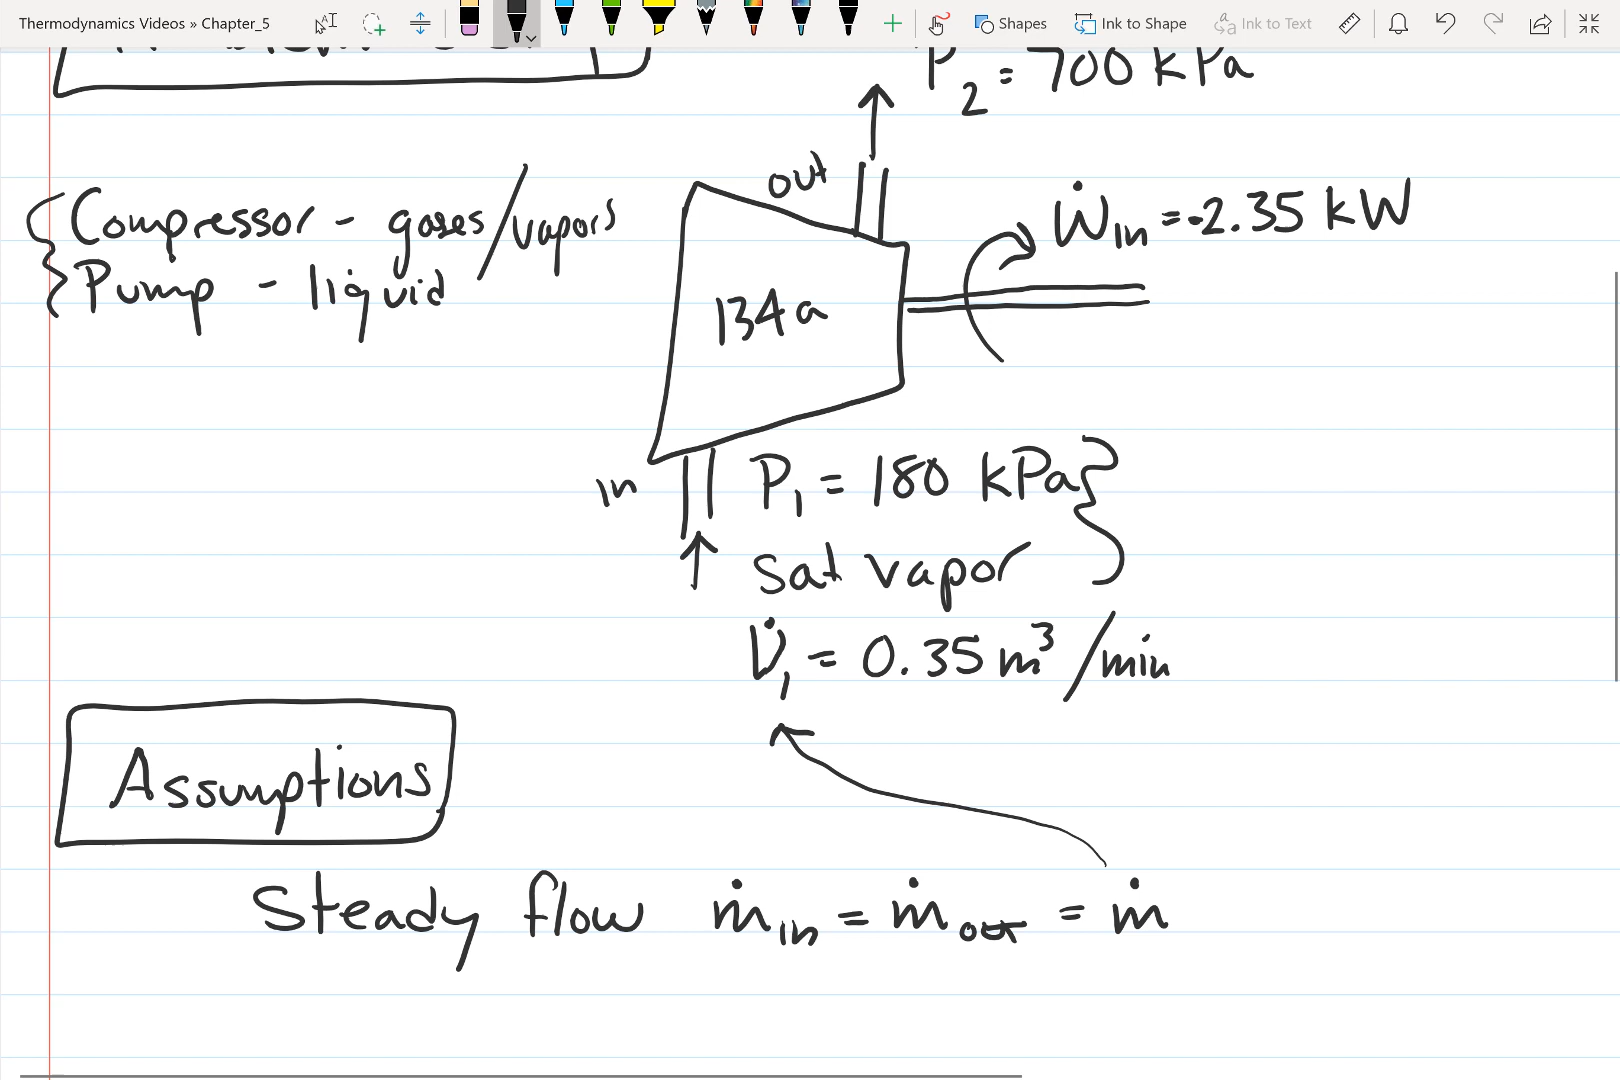 Thermodynamics Videos » Chapter_5
Shapes
Ink to Shape
Ink to Text
P2 = 700 kPa
out
Compressor - gases/vapors
Ẇin = -2.35 kW
Pump - liquid
134a
in
P1 = 180 kPa
sat vapor
V̇1 = 0.35 m³/min
Assumptions
Steady flow ṁin = ṁout = ṁ